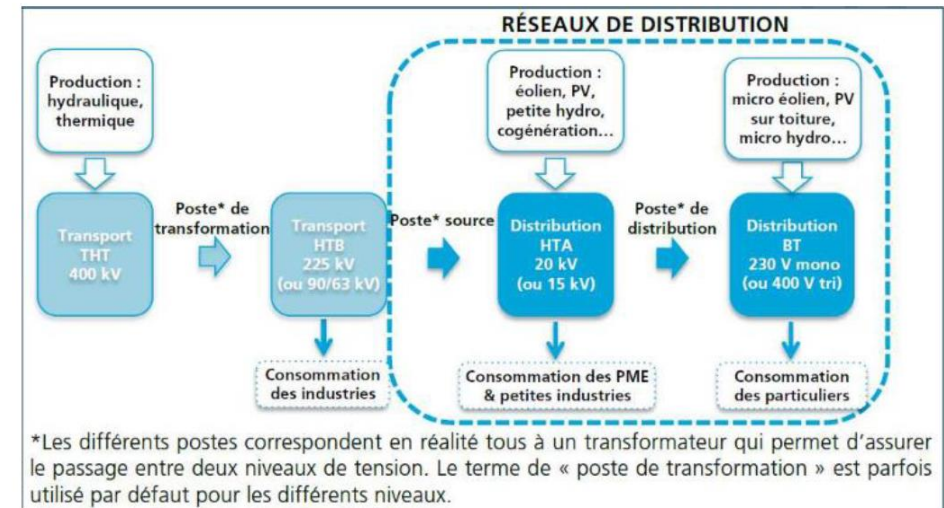 RÉSEAUX DE DISTRIBUTION
Production :
hydraulique,
thermique
Production :
éolien, PV,
petite hydro,
cogénération...
Production :
micro éolien, PV
sur toiture,
micro hydro...
Transport
THT
400 kV
Poste* de
transformation
Transport
HTB
225 kV
(ou 90/63 kV)
Poste* source
Distribution
HTA
20 kV
(ou 15 kV)
Poste* de
distribution
Distribution
BT
230 V mono
(ou 400 V tri)
Consommation
des industries
Consommation des PME
& petites industries
Consommation
des particuliers
*Les différents postes correspondent en réalité tous à un transformateur qui permet d’assurer
le passage entre deux niveaux de tension. Le terme de « poste de transformation » est parfois
utilisé par défaut pour les différents niveaux.